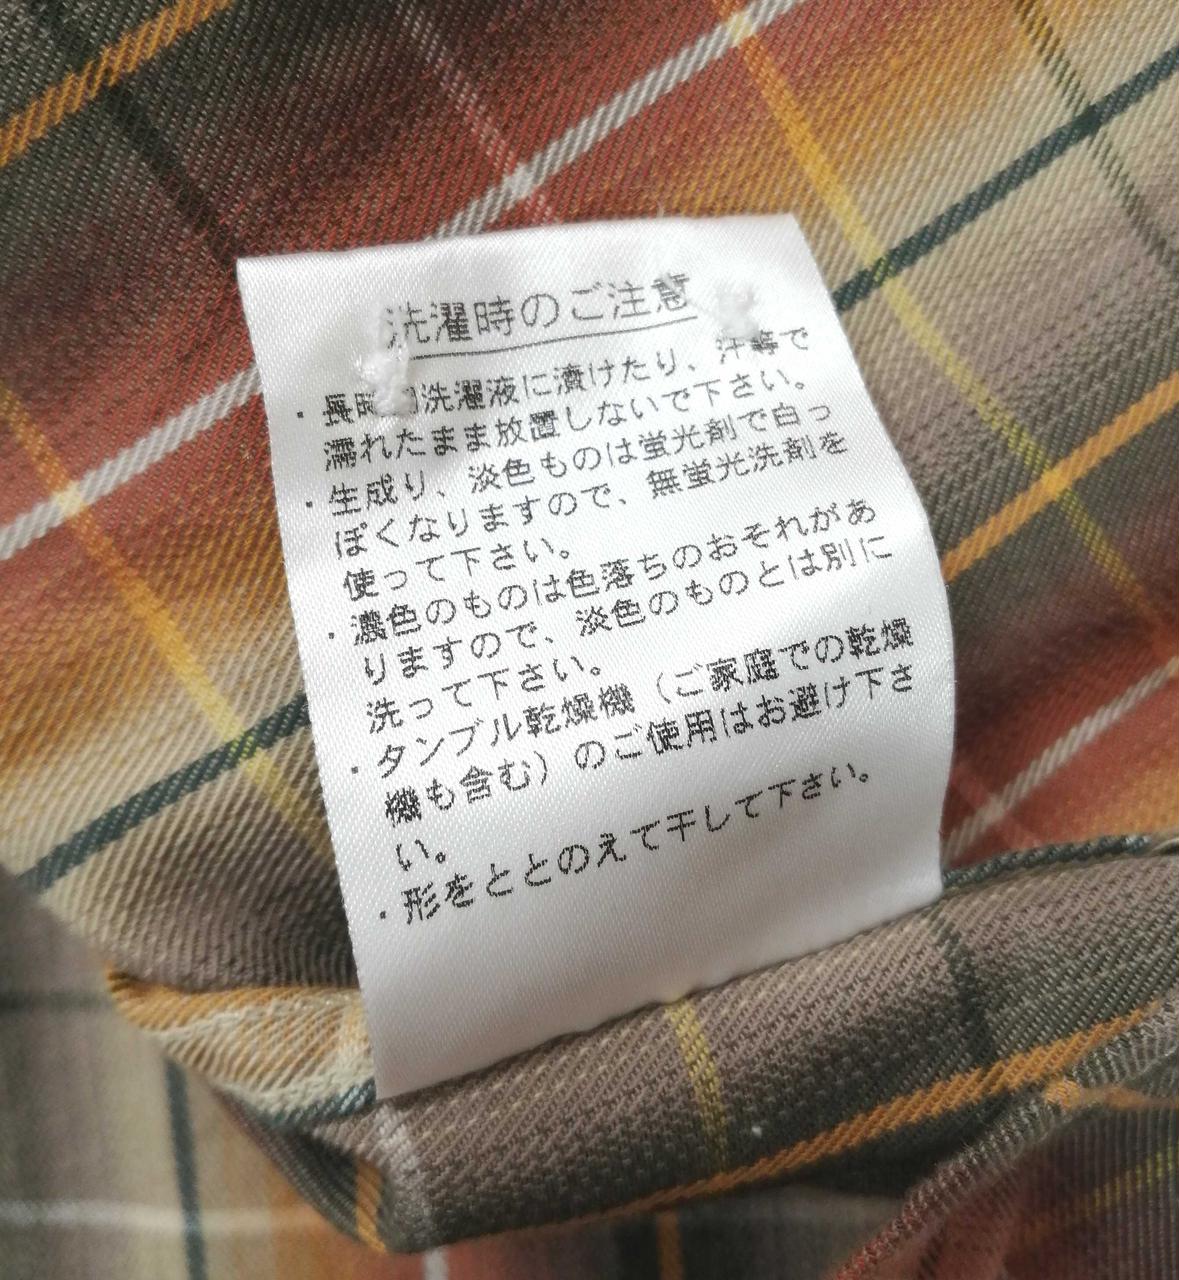 洗濯時のご注意
・長時間洗濯液に漬けたり、汗等で
濡れたまま放置しないで下さい。
・生成り、淡色ものは蛍光剤で白っ
ぽくなりますので、無蛍光洗剤を
使って下さい。
・濃色のものは色落ちのおそれがあ
りますので、淡色のものとは別に
洗って下さい。
・タンブル乾燥機（ご家庭での乾燥
機も含む）のご使用はお避け下さ
い。
・形をととのえて干して下さい。